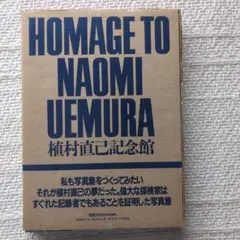 HOMAGE TO
NAOMI
UEMURA
植村直己記念館
私も写真集をつくってみたい
それが植村直己の夢だった。偉大な探検家は
すぐれた記録者でもあることを証明した写真集